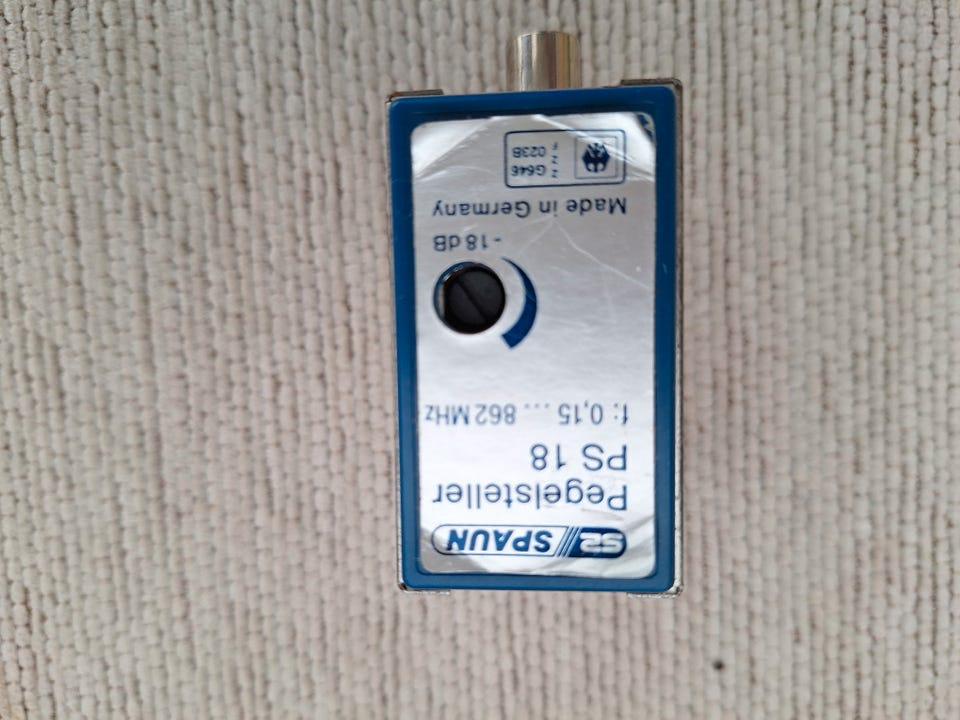 SPAUN
Pegelsteller
PS 18
f: 0,15 ... 862 MHz
-18 dB
Made in Germany
Z G646
Z
F 023B